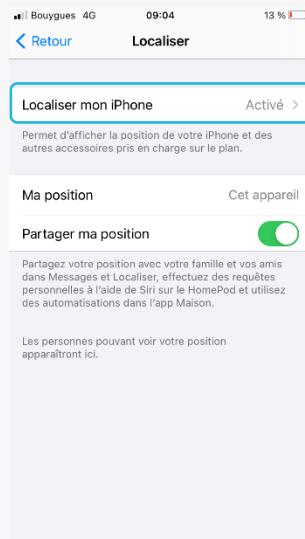 Bouygues 4G 09:04 13 %
Retour Localiser
Localiser mon iPhone Activé
Permet d'afficher la position de votre iPhone et des
autres accessoires pris en charge sur le plan.
Ma position Cet appareil
Partager ma position
Partagez votre position avec votre famille et vos amis
dans Messages et Localiser, effectuez des requêtes
personnelles à l'aide de Siri sur le HomePod et utilisez
des automatisations dans l'app Maison.
Les personnes pouvant voir votre position
apparaîtront ici.